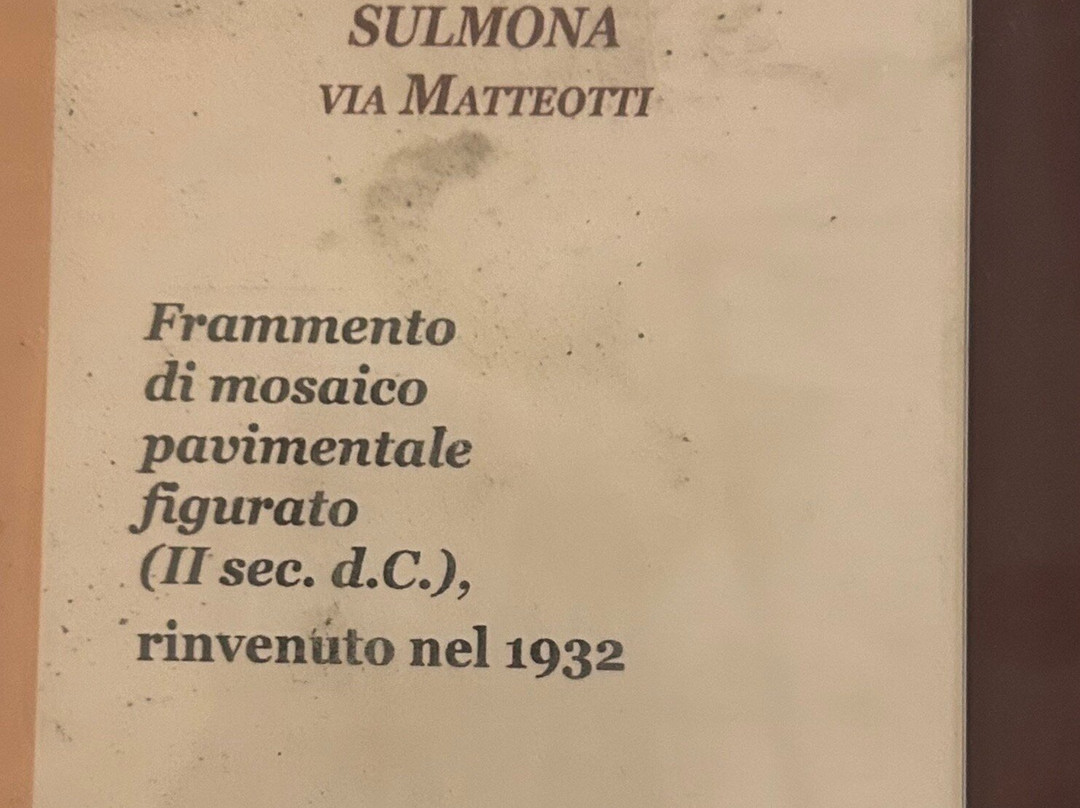 SULMONA
VIA MATTEOTTI
Frammento
di mosaico
pavimentale
figurato
(II sec. d.C.),
rinvenuto nel 1932